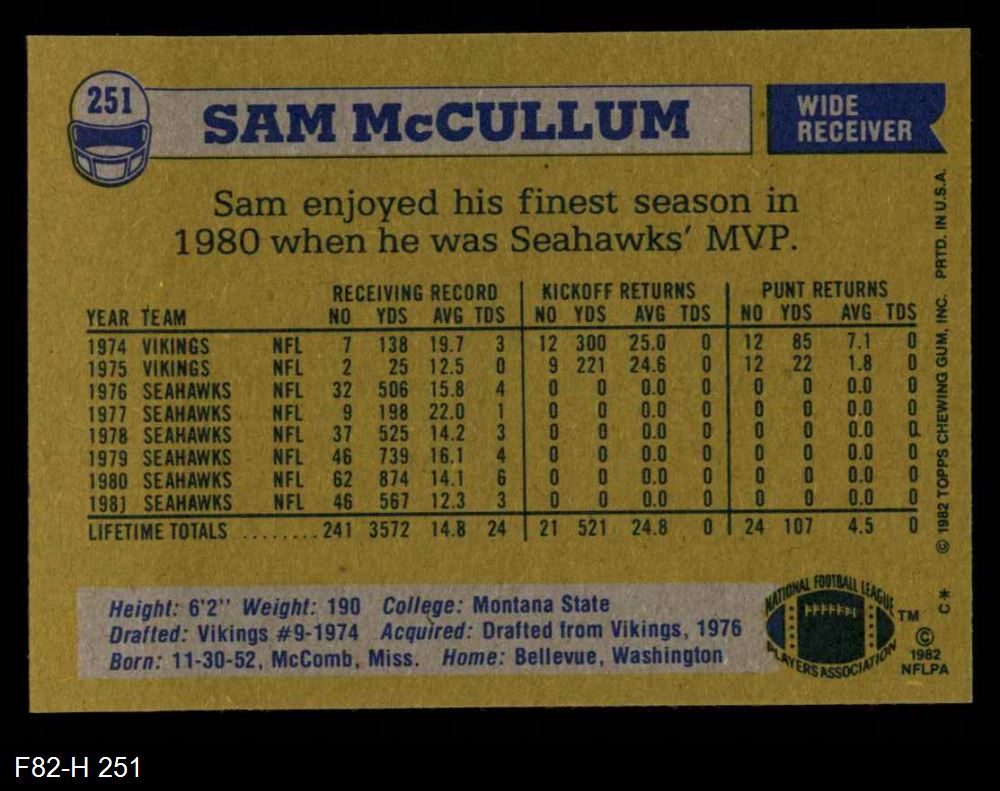 251
SAM McCULLUM
WIDE
RECEIVER
Sam enjoyed his finest season in
1980 when he was Seahawks' MVP.
RECEIVING RECORD KICKOFF RETURNS PUNT RETURNS
YEAR TEAM NO YDS AVG TDS NO YDS AVG TDS NO YDS AVG TDS
1974 VIKINGS NFL 7 138 19.7 3 12 300 25.0 0 12 85 7.1 0
1975 VIKINGS NFL 2 25 12.5 0 9 221 24.6 0 12 22 1.8 0
1976 SEAHAWKS NFL 32 506 15.8 4 0 0 0.0 0 0 0 0.0 0
1977 SEAHAWKS NFL 9 198 22.0 1 0 0 0.0 0 0 0 0.0 0
1978 SEAHAWKS NFL 37 525 14.2 3 0 0 0.0 0 0 0 0.0 0
1979 SEAHAWKS NFL 46 739 16.1 4 0 0 0.0 0 0 0 0.0 0
1980 SEAHAWKS NFL 62 874 14.1 6 0 0 0.0 0 0 0 0.0 0
1981 SEAHAWKS NFL 46 567 12.3 3 0 0 0.0 0 0 0 0.0 0
LIFETIME TOTALS ........ 241 3572 14.8 24 21 521 24.8 0 24 107 4.5 0
Height: 6'2" Weight: 190 College: Montana State
Drafted: Vikings #9-1974 Acquired: Drafted from Vikings, 1976
Born: 11-30-52, McComb, Miss. Home: Bellevue, Washington
NATIONAL FOOTBALL LEAGUE
PLAYERS ASSOCIATION
TM
©
1982
NFLPA
© 1982 TOPPS CHEWING GUM, INC. PRTD. IN U.S.A.
C*
F82-H 251